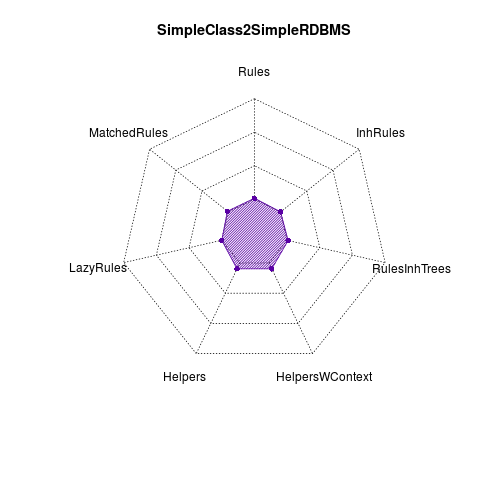 SimpleClass2SimpleRDBMS
Rules
MatchedRules
InhRules
LazyRules
RulesInhTrees
Helpers
HelpersWContext